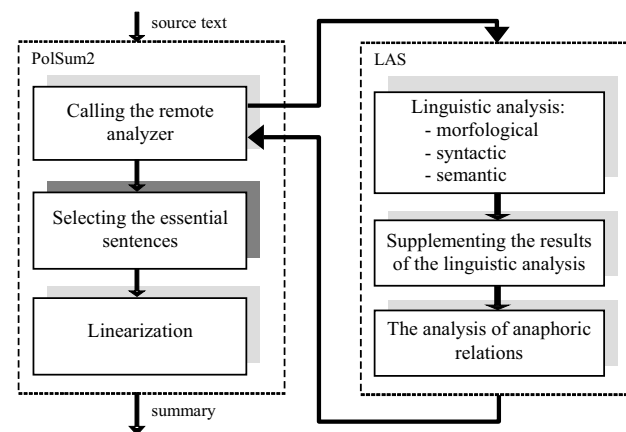 source text
PolSum2
Calling the remote
analyzer
Selecting the essential
sentences
Linearization
summary
LAS
Linguistic analysis:
- morfological
- syntactic
- semantic
Supplementing the results
of the linguistic analysis
The analysis of anaphoric
relations